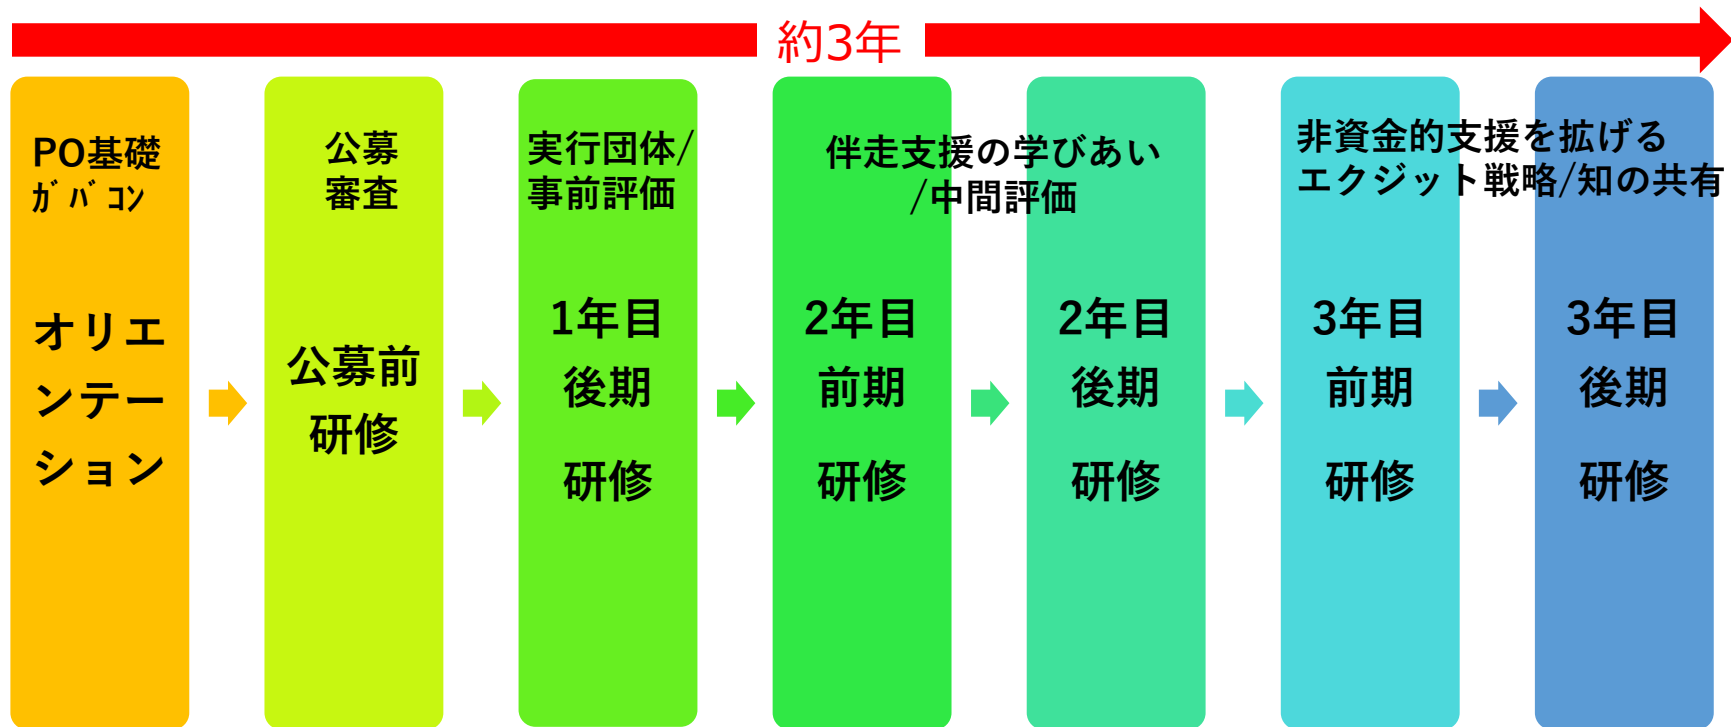 約3年
PO基礎
ｶﾞﾊﾞｺﾝ
オリエ
ンテー
ション
公募
審査
公募前
研修
実行団体/
事前評価
1年目
後期
研修
伴走支援の学びあい
/中間評価
2年目
前期
研修
2年目
後期
研修
非資金的支援を拡げる
エクジット戦略/知の共有
3年目
前期
研修
3年目
後期
研修